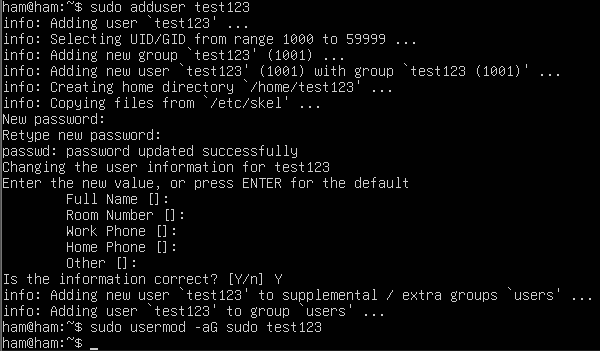 ham@ham:~$ sudo adduser test123
info: Adding user `test123' ...
info: Selecting UID/GID from range 1000 to 59999 ...
info: Adding new group `test123' (1001) ...
info: Adding new user `test123' (1001) with group `test123 (1001)' ...
info: Creating home directory `/home/test123' ...
info: Copying files from `/etc/skel' ...
New password:
Retype new password:
passwd: password updated successfully
Changing the user information for test123
Enter the new value, or press ENTER for the default
        Full Name []:
        Room Number []:
        Work Phone []:
        Home Phone []:
        Other []:
Is the information correct? [Y/n] Y
info: Adding new user `test123' to supplemental / extra groups `users' ...
info: Adding user `test123' to group `users' ...
ham@ham:~$ sudo usermod -aG sudo test123
ham@ham:~$ _